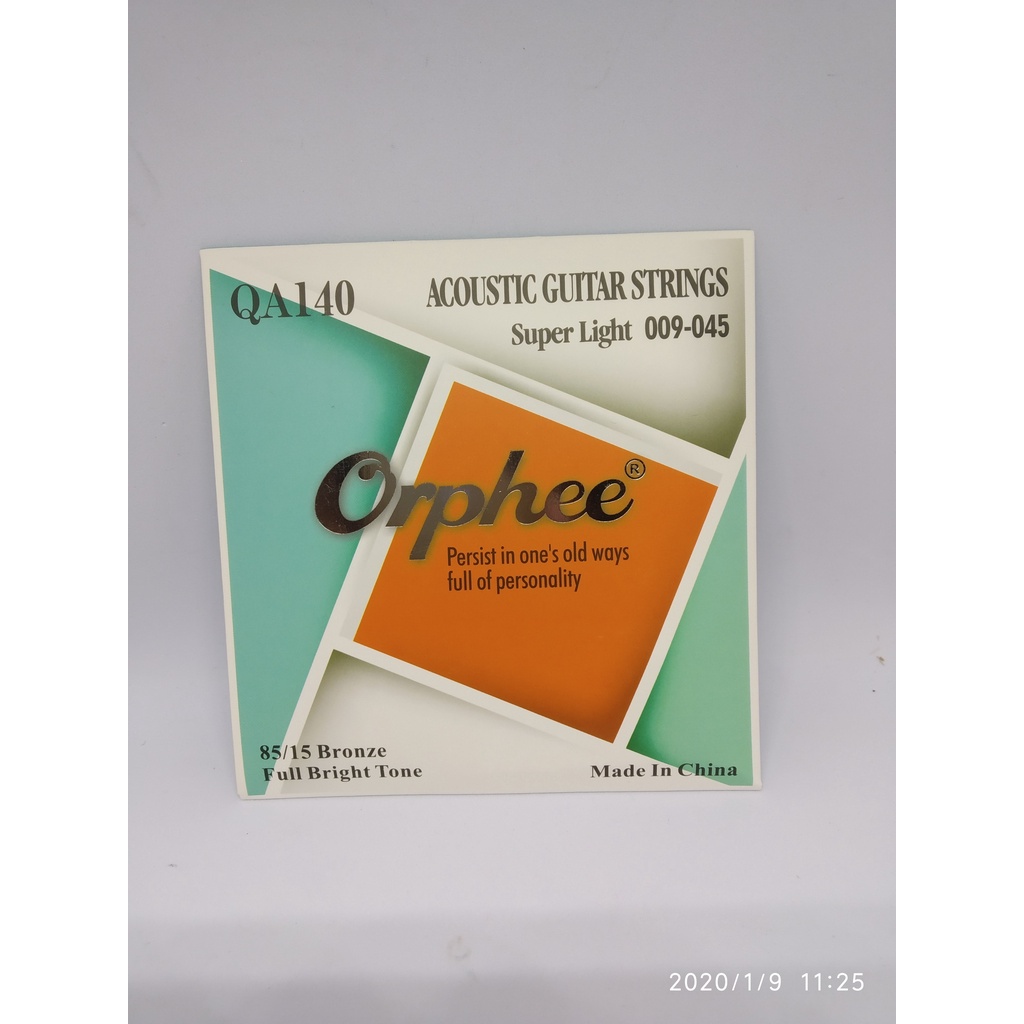 QA140
ACOUSTIC GUITAR STRINGS
Super Light 009-045
Orphee®
Persist in one's old ways
full of personality
85/15 Bronze
Full Bright Tone
Made In China
2020/1/9 11:25